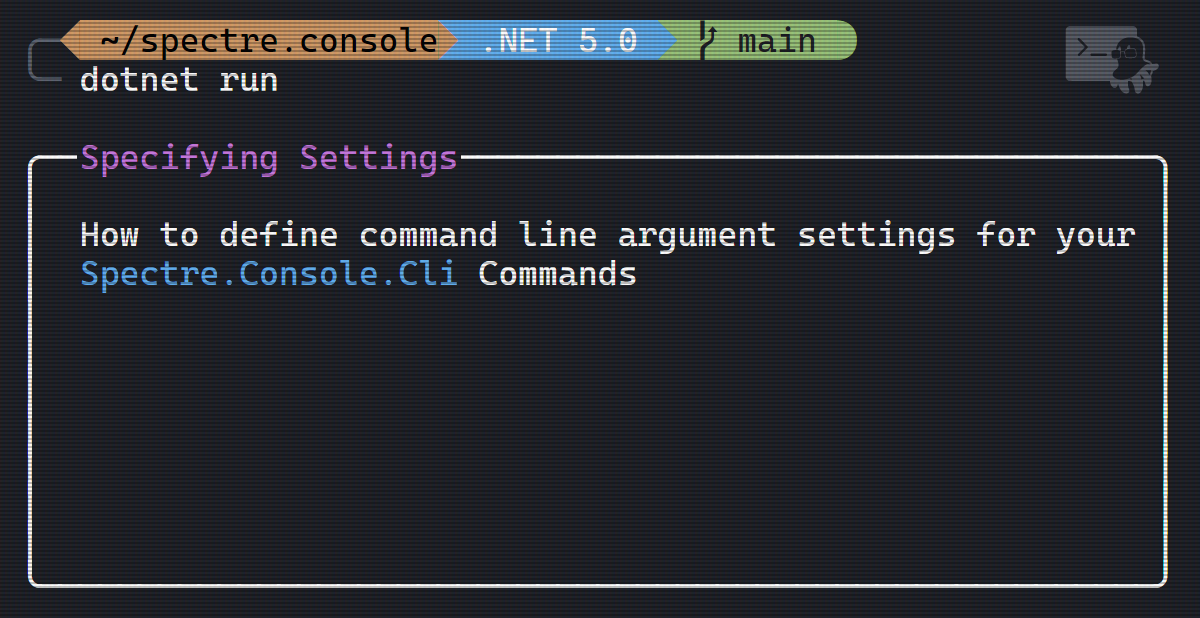 ~/spectre.console .NET 5.0 main
dotnet run
Specifying Settings
How to define command line argument settings for your
Spectre.Console.Cli Commands